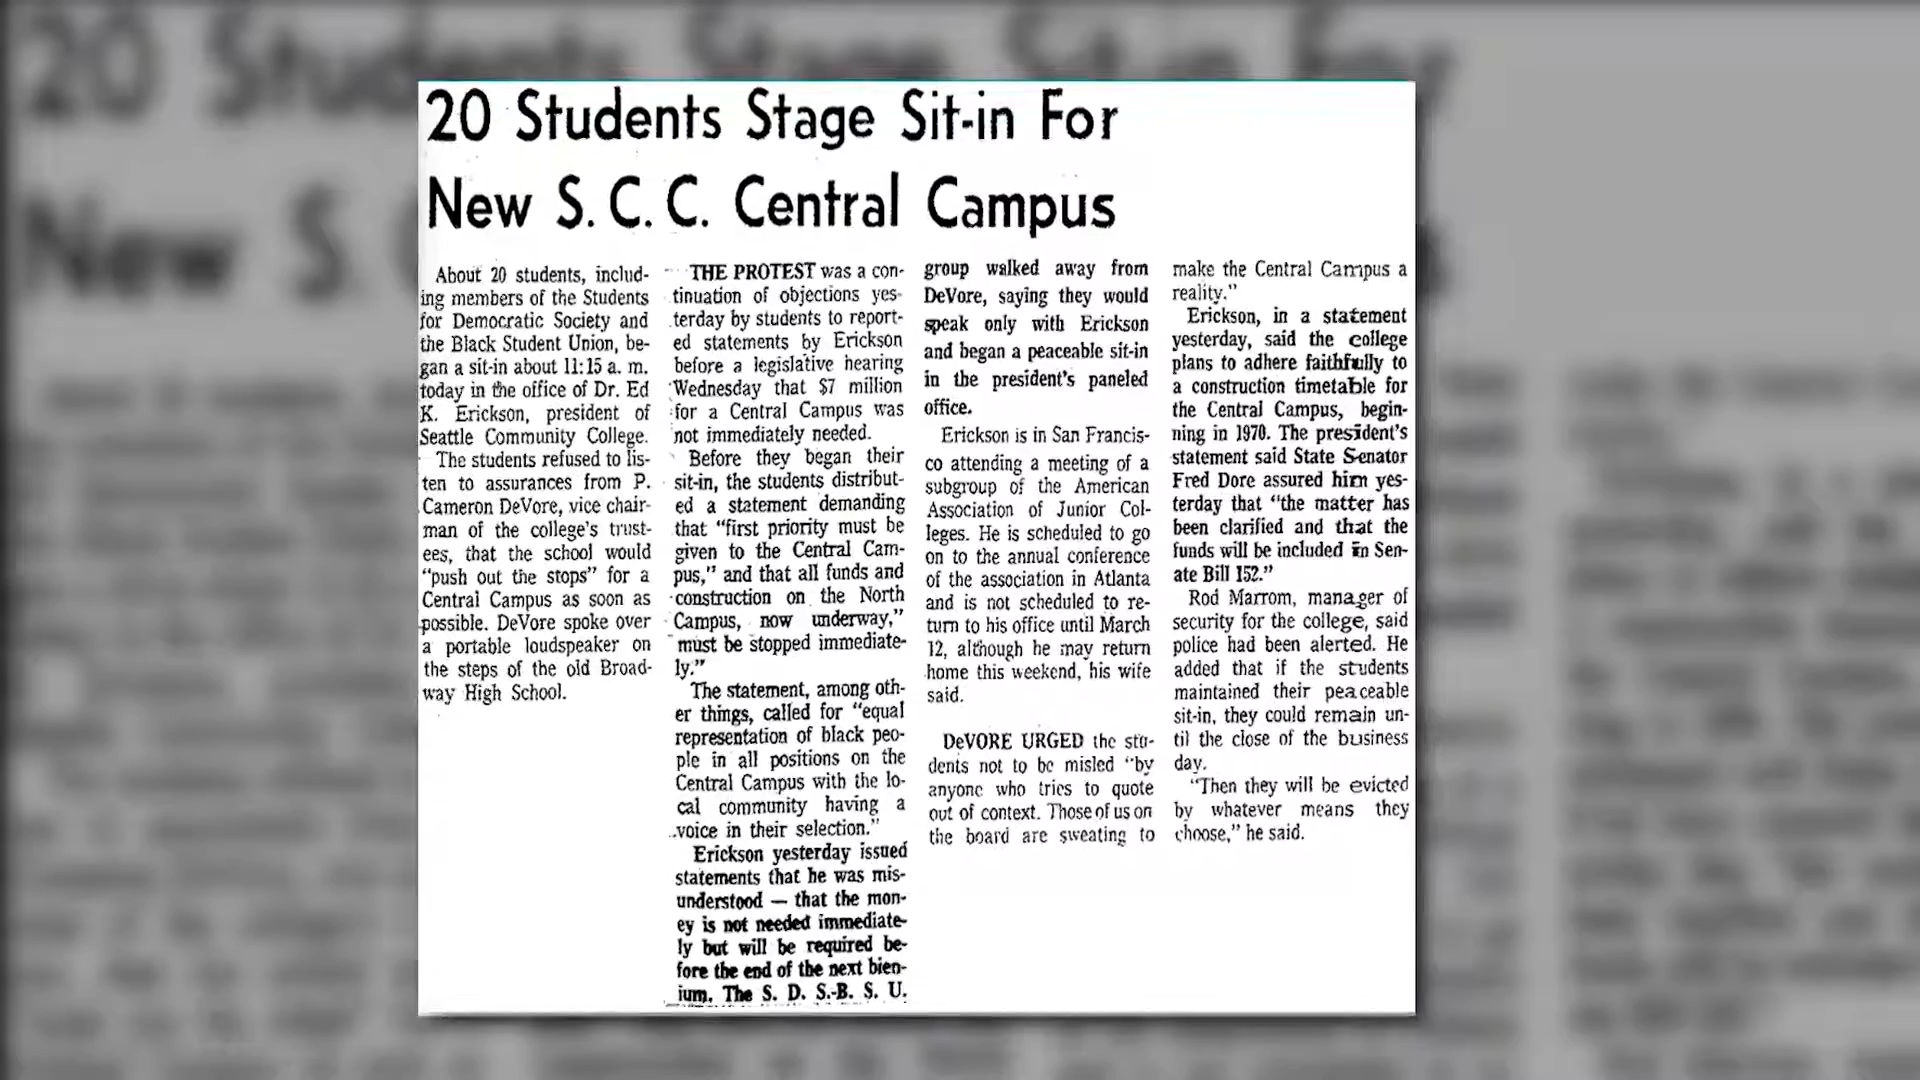 20 Students Stage Sit-in For
New S. C. C. Central Campus
About 20 students, includ-
ing members of the Students
for Democratic Society and
the Black Student Union, be-
gan a sit-in about 11:15 a. m.
today in the office of Dr. Ed
K. Erickson, president of
Seattle Community College.
The students refused to lis-
ten to assurances from P.
Cameron DeVore, vice chair-
man of the college's trust-
ees, that the school would
"push out the stops" for a
Central Campus as soon as
possible. DeVore spoke over
a portable loudspeaker on
the steps of the old Broad-
way High School.
THE PROTEST was a con-
tinuation of objections yes-
terday by students to report-
ed statements by Erickson
before a legislative hearing
Wednesday that $7 million
for a Central Campus was
not immediately needed.
Before they began their
sit-in, the students distribut-
ed a statement demanding
that "first priority must be
given to the Central Cam-
pus," and that all funds and
construction on the North
Campus, now underway,"
must be stopped immediate-
ly."
The statement, among oth-
er things, called for "equal
representation of black peo-
ple in all positions on the
Central Campus with the lo-
cal community having a
voice in their selection."
Erickson yesterday issued
statements that he was mis-
understood — that the mon-
ey is not needed immediate-
ly but will be required be-
fore the end of the next bien-
ium. The S. D. S.-B. S. U.
group walked away from
DeVore, saying they would
speak only with Erickson
and began a peaceable sit-in
in the president's paneled
office.
Erickson is in San Francis-
co attending a meeting of a
subgroup of the American
Association of Junior Col-
leges. He is scheduled to go
on to the annual conference
of the association in Atlanta
and is not scheduled to re-
turn to his office until March
12, although he may return
home this weekend, his wife
said.
DeVORE URGED the stu-
dents not to be misled "by
anyone who tries to quote
out of context. Those of us on
the board are sweating to
make the Central Campus a
reality."
Erickson, in a statement
yesterday, said the college
plans to adhere faithfully to
a construction timetable for
the Central Campus, begin-
ning in 1970. The president's
statement said State Senator
Fred Dore assured him yes-
terday that "the matter has
been clarified and that the
funds will be included in Sen-
ate Bill 152."
Rod Marrom, manager of
security for the college, said
police had been alerted. He
added that if the students
maintained their peaceable
sit-in, they could remain un-
til the close of the business
day.
"Then they will be evicted
by whatever means they
choose," he said.